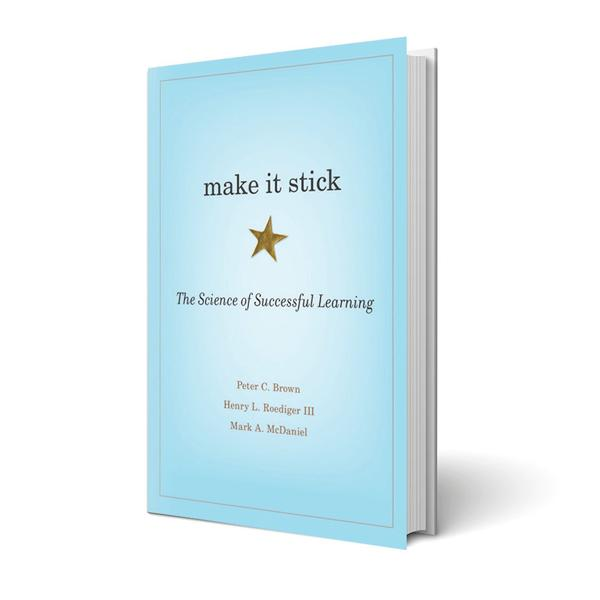 make it stick
The Science of Successful Learning
Peter C. Brown
Henry L. Roediger III
Mark A. McDaniel